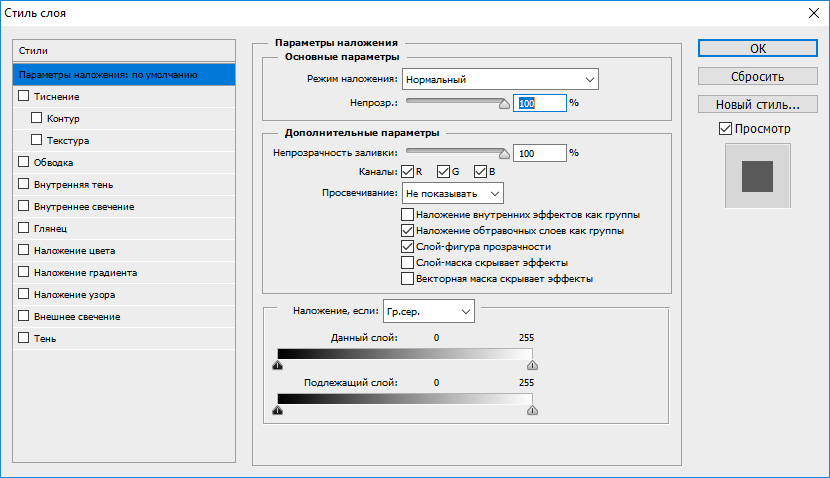 Стиль слоя
Стили
Параметры наложения: по умолчанию
Тиснение
Контур
Текстура
Обводка
Внутренняя тень
Внутреннее свечение
Глянец
Наложение цвета
Наложение градиента
Наложение узора
Внешнее свечение
Тень
Параметры наложения
Основные параметры
Режим наложения: Нормальный
Непрозр.: 100 %
Дополнительные параметры
Непрозрачность заливки: 100 %
Каналы: R G B
Просвечивание: Не показывать
Наложение внутренних эффектов как группы
Наложение обтравочных слоев как группы
Слой-фигура прозрачности
Слой-маска скрывает эффекты
Векторная маска скрывает эффекты
Наложение, если: Гр.сер.
Данный слой: 0 255
Подлежащий слой: 0 255
ОК
Сбросить
Новый стиль...
Просмотр